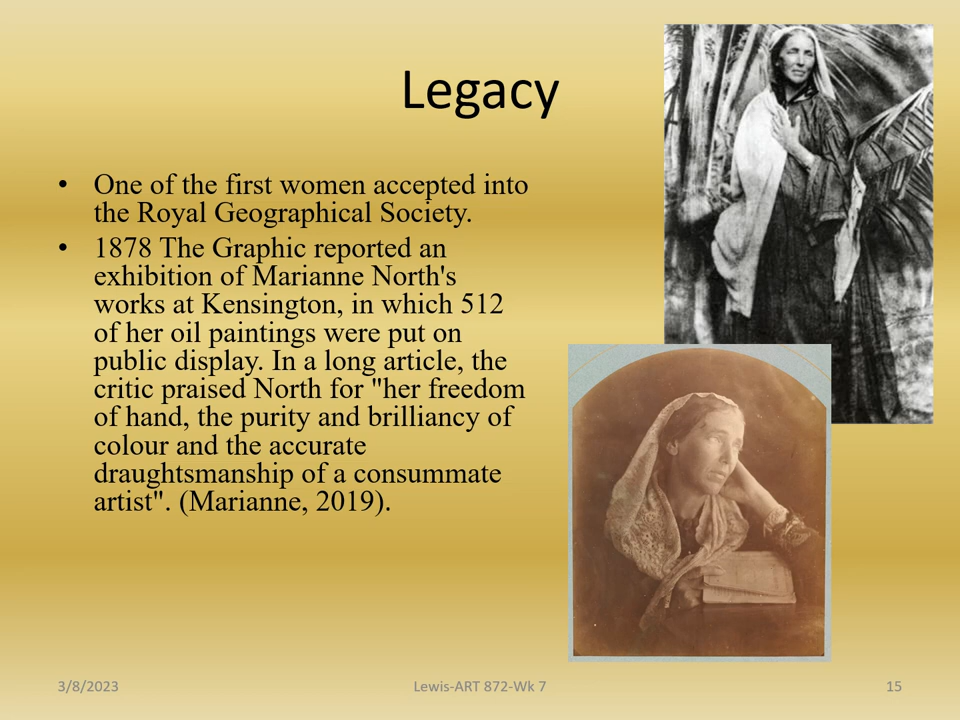 Legacy
• One of the first women accepted into
the Royal Geographical Society.
• 1878 The Graphic reported an
exhibition of Marianne North's
works at Kensington, in which 512
of her oil paintings were put on
public display. In a long article, the
critic praised North for "her freedom
of hand, the purity and brilliancy of
colour and the accurate
draughtsmanship of a consummate
artist". (Marianne, 2019).
3/8/2023
Lewis-ART 872-Wk 7
15